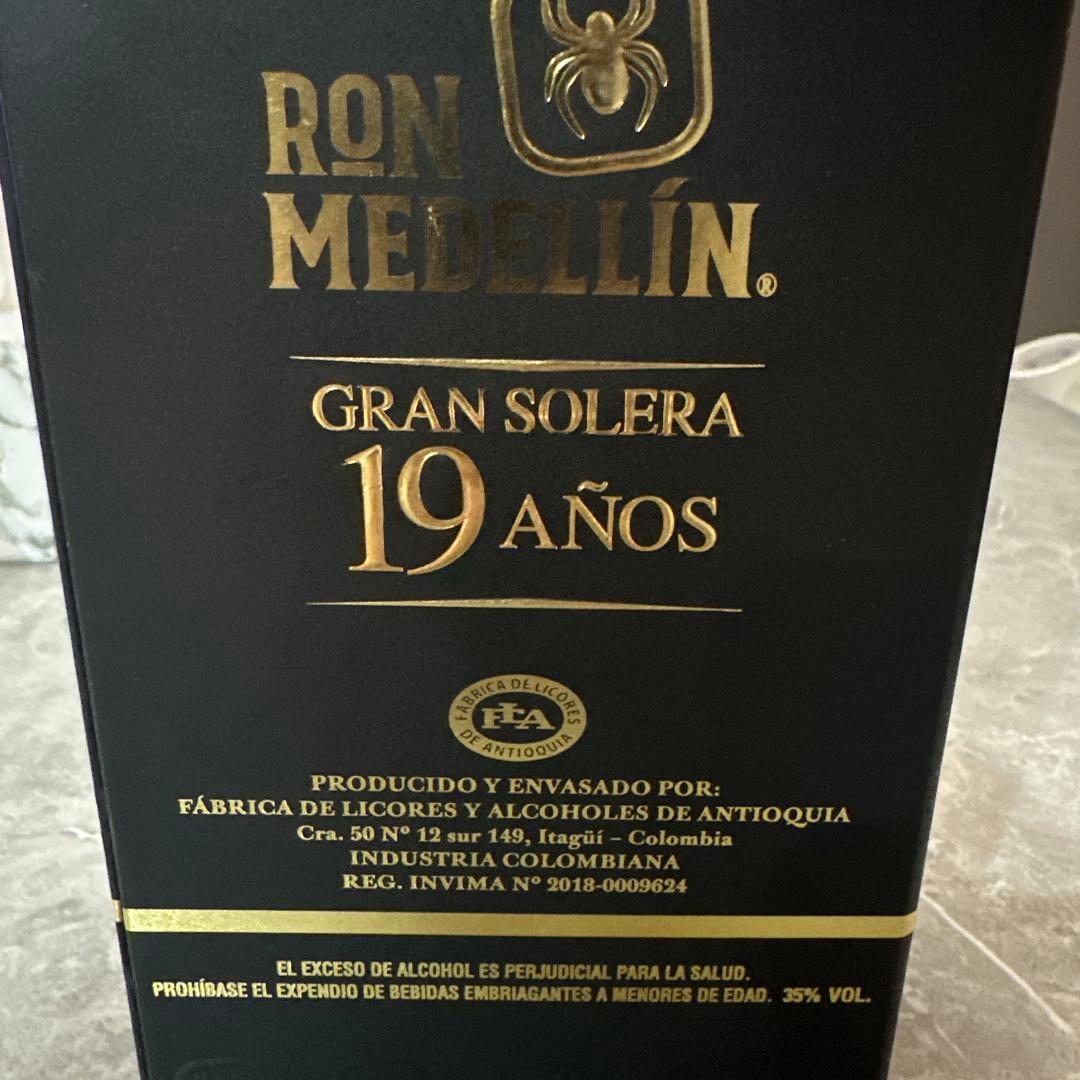 RON
MEDELLÍN®
GRAN SOLERA
19 AÑOS
FÁBRICA DE LICORES
FLA
DE ANTIOQUIA
PRODUCIDO Y ENVASADO POR:
FÁBRICA DE LICORES Y ALCOHOLES DE ANTIOQUIA
Cra. 50 Nº 12 sur 149, Itagüí – Colombia
INDUSTRIA COLOMBIANA
REG. INVIMA Nº 2018-0009624
EL EXCESO DE ALCOHOL ES PERJUDICIAL PARA LA SALUD.
PROHÍBASE EL EXPENDIO DE BEBIDAS EMBRIAGANTES A MENORES DE EDAD. 35% VOL.